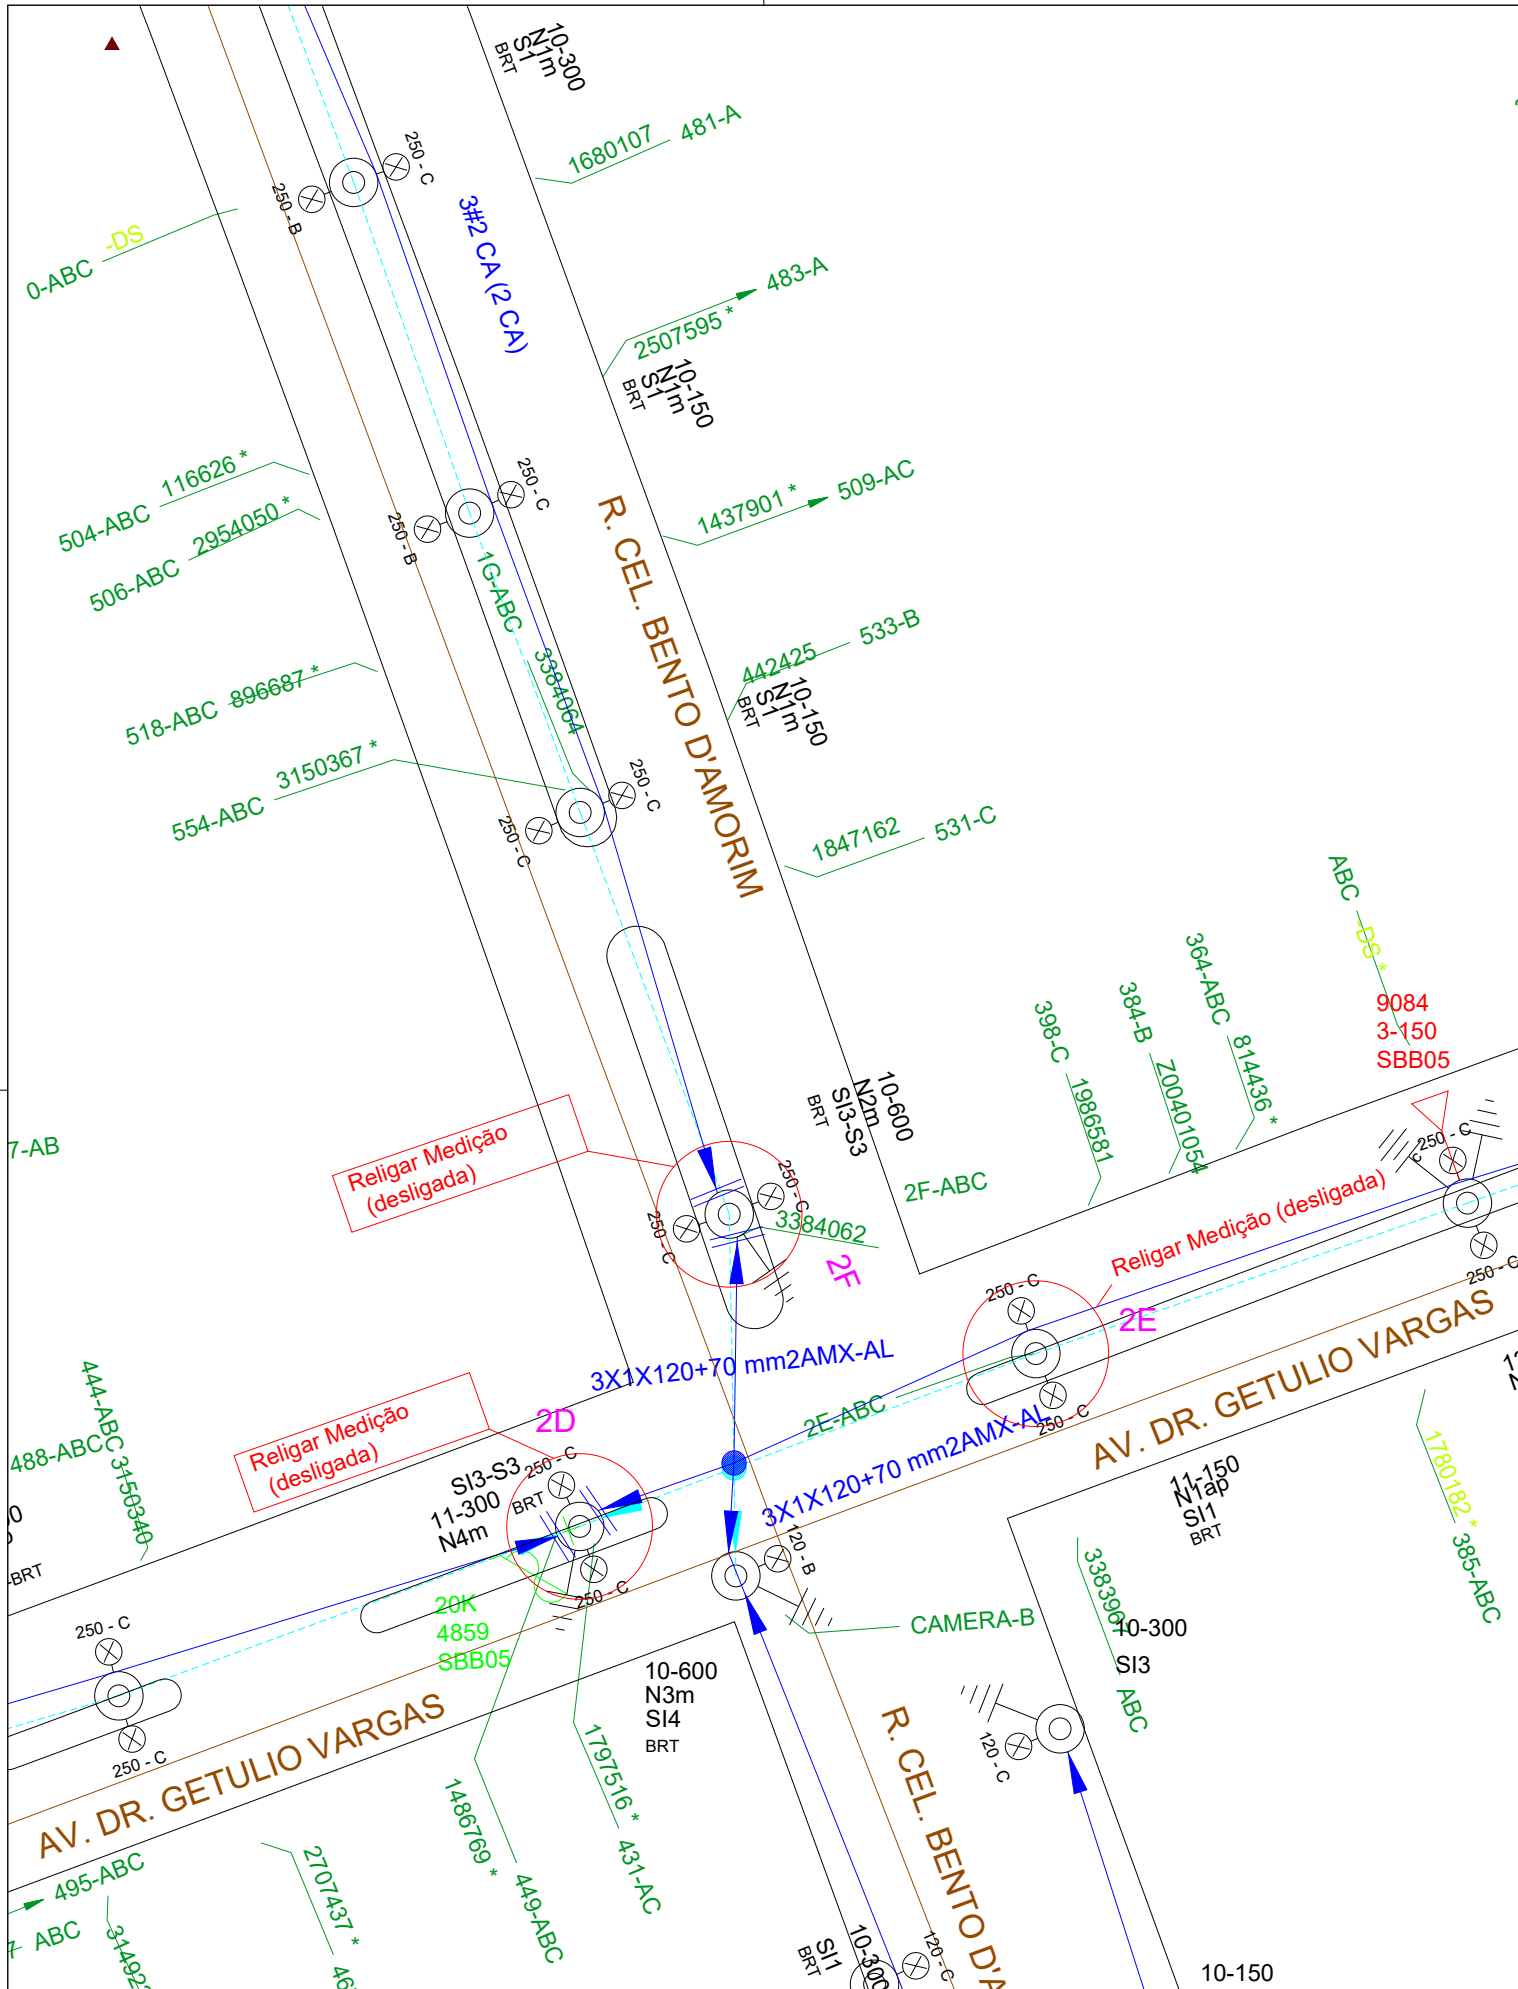 10-300
N1m
S1
BRT
1680107 481-A
250 - C
250 - B
3#2 CA (2 CA)
0-ABC -DS
2507595 * 483-A
10-150
N1m
S1
BRT
504-ABC 116626 *
506-ABC 2954050 *
250 - C
250 - B
1437901 * 509-AC
R. CEL. BENTO D'AMORIM
1G-ABC
3384064
442425 533-B
10-150
N1m
S1
BRT
518-ABC 896687 *
554-ABC 3150367 *
250 - C
250 - C
1847162 531-C
ABC -DS *
9084
3-150
SBB05
364-ABC 814436 *
384-B Z00401054
398-C 1986581
10-600
N2m
SI3-S3
BRT
7-AB
Religar Medição
(desligada)
250 - C
250 - C
2F-ABC
3384062
2F
250 - C
250 - C
Religar Medição (desligada)
250 - C
2E
250 - C
3X1X120+70 mm2AMX-AL
2E-ABC
3X1X120+70 mm2AMX-AL
AV. DR. GETULIO VARGAS
444-ABC 3150340
488-ABC
-BRT
Religar Medição
(desligada)
2D
SI3-S3
11-300
N4m
BRT
250 - C
250 - C
20K
4859
SBB05
120 - B
CAMERA-B
11-150
N1ap
SI1
BRT
1780182 *
385-ABC
ABC
10-300
SI3
120 - C
10-600
N3m
SI4
BRT
250 - C
250 - C
AV. DR. GETULIO VARGAS
1486769 * 449-ABC
1797516 * 431-AC
R. CEL. BENTO D'A
495-ABC
ABC
2707437 *
10-300
SI1
BRT
120 - C
10-150